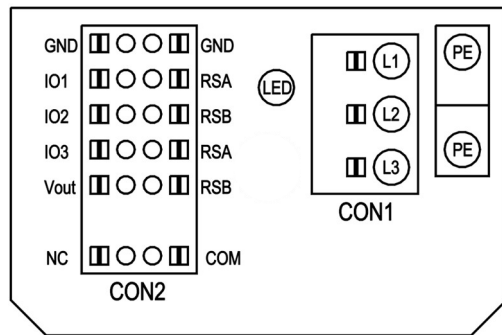 GND GND
IO1 RSA
IO2 RSB
IO3 RSA
Vout RSB
NC COM
CON2
LED
L1
L2
L3
CON1
PE
PE